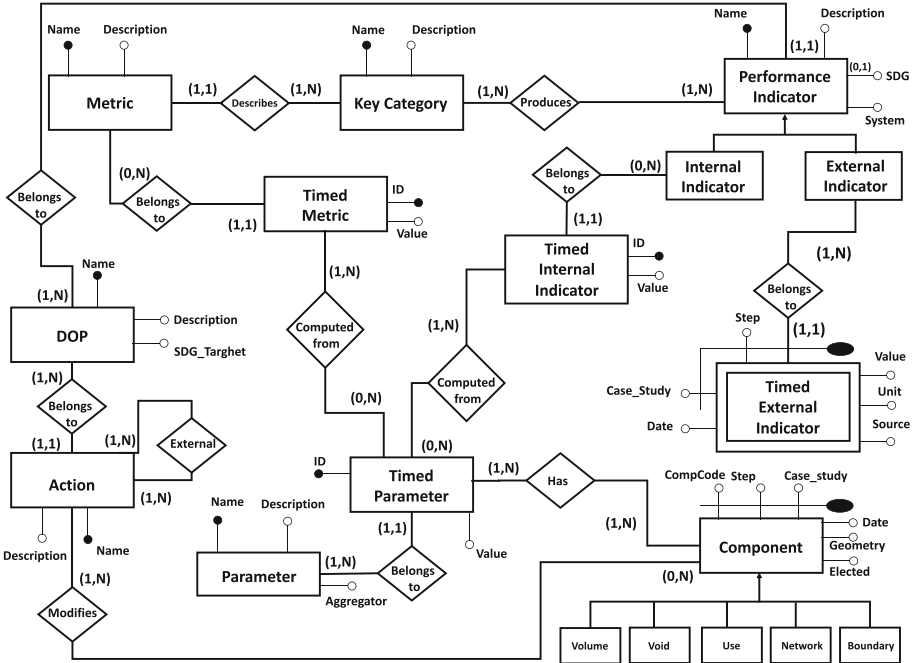 Name
Description
Name
Description
Name
Description
(1,1)
(0,1)
SDG
Metric
(1,1)
Describes
(1,N)
Key Category
(1,N)
Produces
(1,N)
Performance
Indicator
System
Belongs
to
(0,N)
Belongs
to
(1,1)
Timed
Metric
ID
Value
Belongs
to
(0,N)
Internal
Indicator
External
Indicator
(1,1)
Timed
Internal
Indicator
ID
Value
(1,N)
Belongs
to
(1,1)
(1,N)
Name
DOP
Description
SDG_Targhet
(1,N)
Computed
from
(0,N)
(1,N)
Computed
from
(0,N)
Step
Case_Study
Date
Timed
External
Indicator
Value
Unit
Source
(1,N)
Belongs
to
(1,1)
(1,N)
External
(1,N)
Action
Description
Name
ID
Timed
Parameter
(1,N)
Has
(1,N)
Value
(1,1)
Belongs
to
(1,N)
Name
Description
Parameter
Aggregator
CompCode
Step
Case_study
Component
Date
Geometry
Elected
(0,N)
(1,N)
Modifies
Volume
Void
Use
Network
Boundary